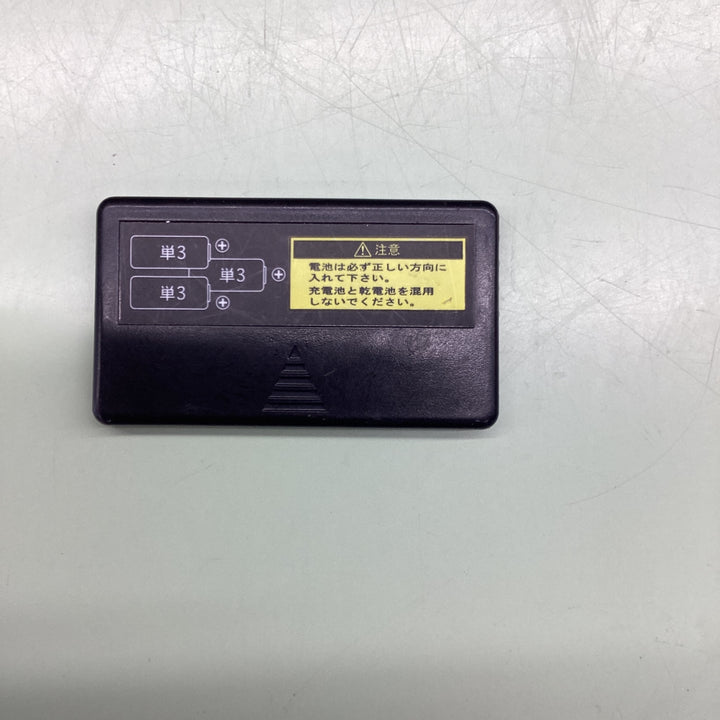 単3
単3
単3
注意
電池は必ず正しい方向に
入れて下さい。
充電池と乾電池を混用
しないでください。